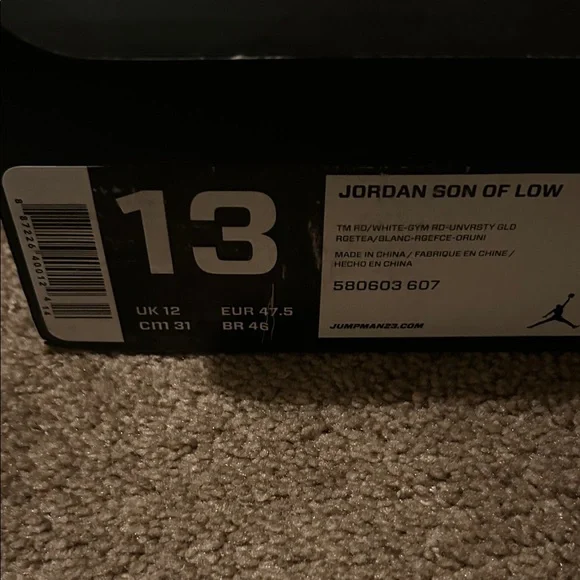 13
UK 12 EUR 47.5
cm 31 BR 46
JORDAN SON OF LOW
TM RD/WHITE-GYM RD-UNVRSTY GLD
RGETEA/BLANC-RGEFCE-ORUNI
MADE IN CHINA / FABRIQUE EN CHINE /
HECHO EN CHINA
580603 607
JUMPMAN23.COM